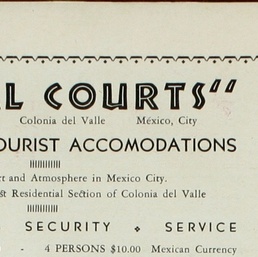 L COURTS“
Colonia del Valle México, City
OURIST ACCOMODATIONS
rt and Atmosphere in Mexico City.
st Residential Section of Colonia del Valle
SECURITY ❖ SERVICE
- 4 PERSONS $10.00 Mexican Currency